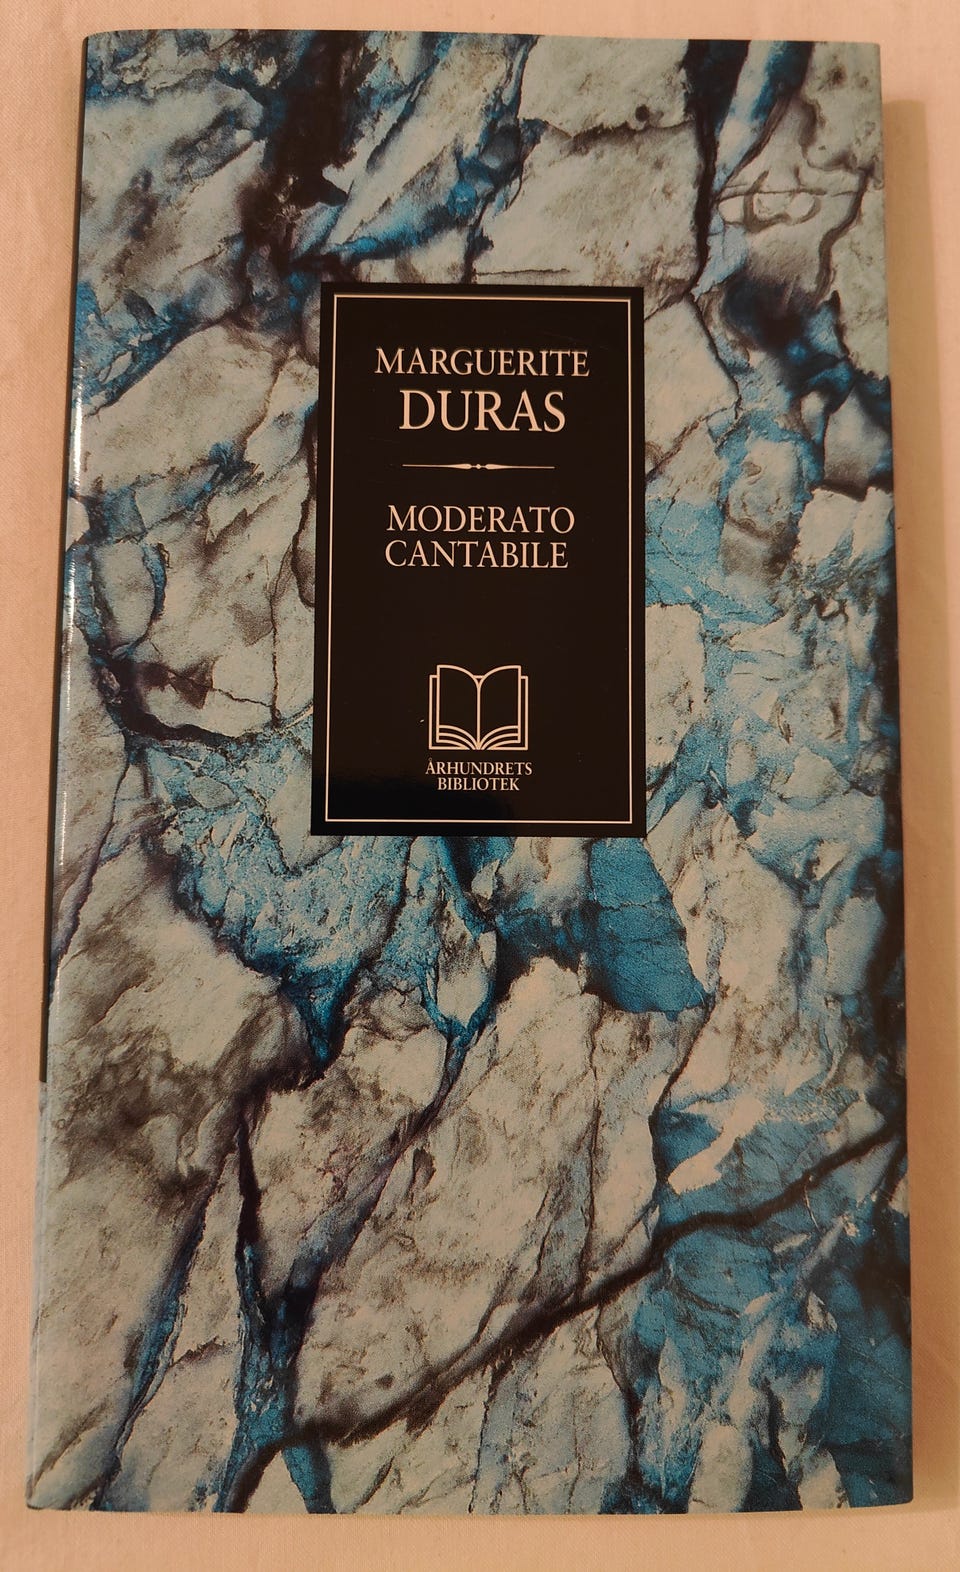 MARGUERITE
DURAS
MODERATO
CANTABILE
ÅRHUNDRETS
BIBLIOTEK